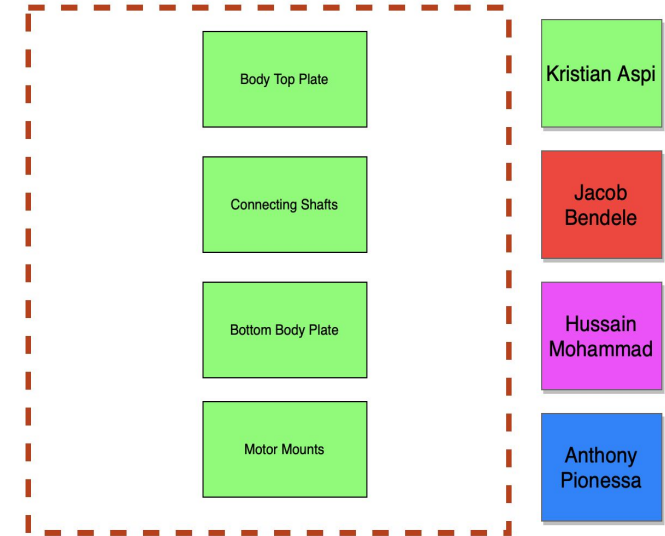 Body Top Plate
Connecting Shafts
Bottom Body Plate
Motor Mounts
Kristian Aspi
Jacob
Bendele
Hussain
Mohammad
Anthony
Pionessa